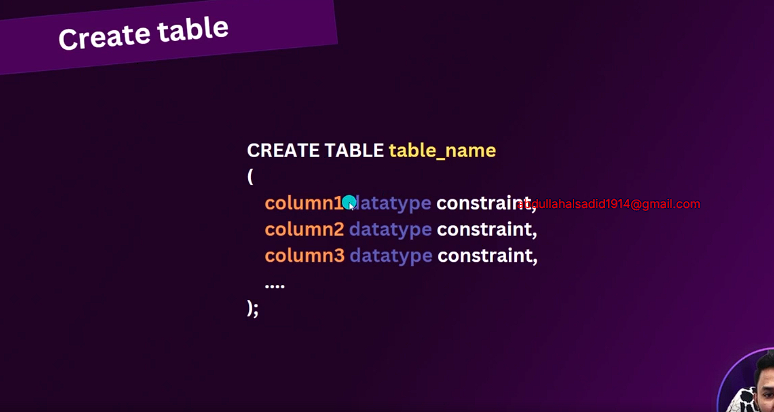 Create table
CREATE TABLE table_name
(
column1 datatype constraint,
abdullahalsadid1914@gmail.com
column2 datatype constraint,
column3 datatype constraint,
....
);